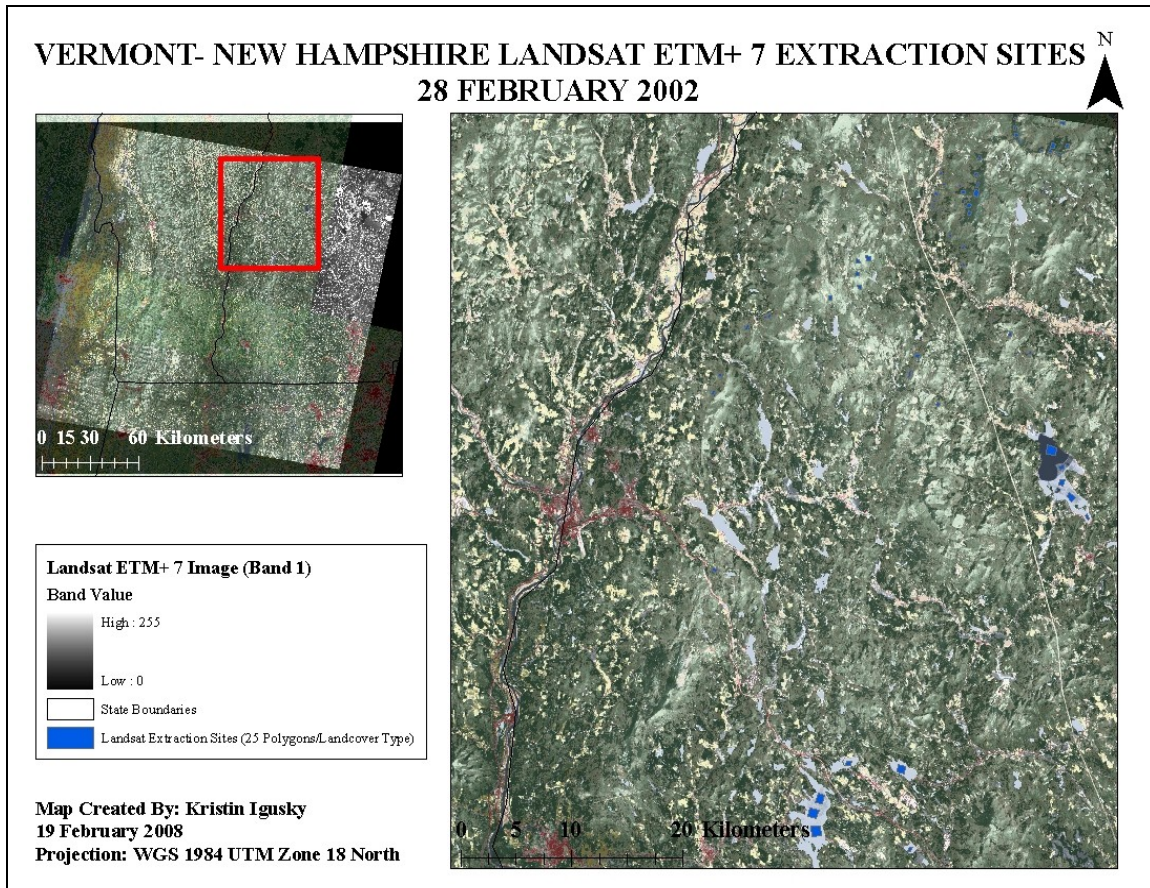 VERMONT- NEW HAMPSHIRE LANDSAT ETM+ 7 EXTRACTION SITES
28 FEBRUARY 2002
N
0 15 30 60 Kilometers
Landsat ETM+ 7 Image (Band 1)
Band Value
High : 255
Low : 0
State Boundaries
Landsat Extraction Sites (25 Polygons/Landcover Type)
Map Created By: Kristin Igusky
19 February 2008
Projection: WGS 1984 UTM Zone 18 North
0 5 10 20 Kilometers